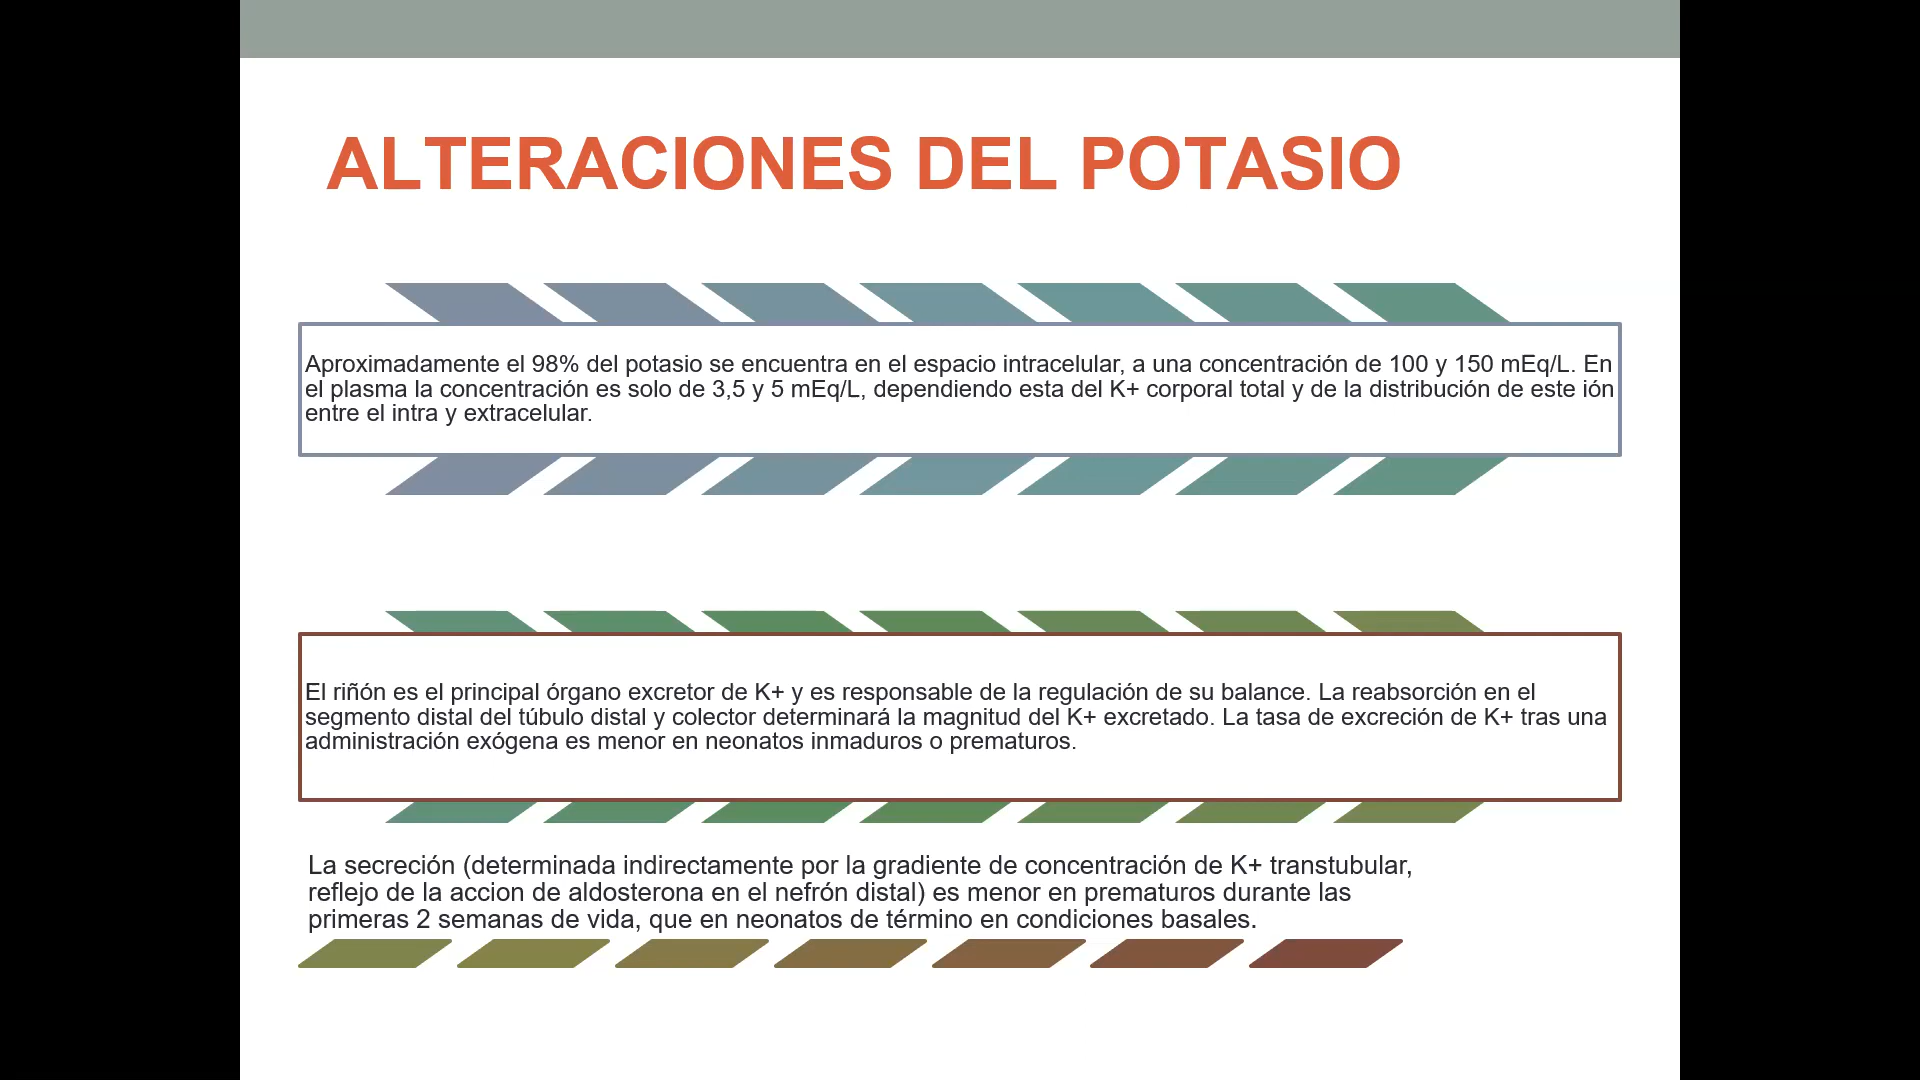 ALTERACIONES DEL POTASIO
Aproximadamente el 98% del potasio se encuentra en el espacio intracelular, a una concentración de 100 y 150 mEq/L. En
el plasma la concentración es solo de 3,5 y 5 mEq/L, dependiendo esta del K+ corporal total y de la distribución de este ión
entre el intra y extracelular.
El riñón es el principal órgano excretor de K+ y es responsable de la regulación de su balance. La reabsorción en el
segmento distal del túbulo distal y colector determinará la magnitud del K+ excretado. La tasa de excreción de K+ tras una
administración exógena es menor en neonatos inmaduros o prematuros.
La secreción (determinada indirectamente por la gradiente de concentración de K+ transtubular,
reflejo de la accion de aldosterona en el nefrón distal) es menor en prematuros durante las
primeras 2 semanas de vida, que en neonatos de término en condiciones basales.